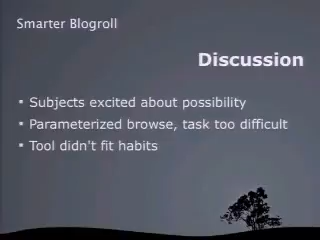 Smarter Blogroll
Discussion
▪ Subjects excited about possibility
▪ Parameterized browse, task too difficult
▪ Tool didn't fit habits